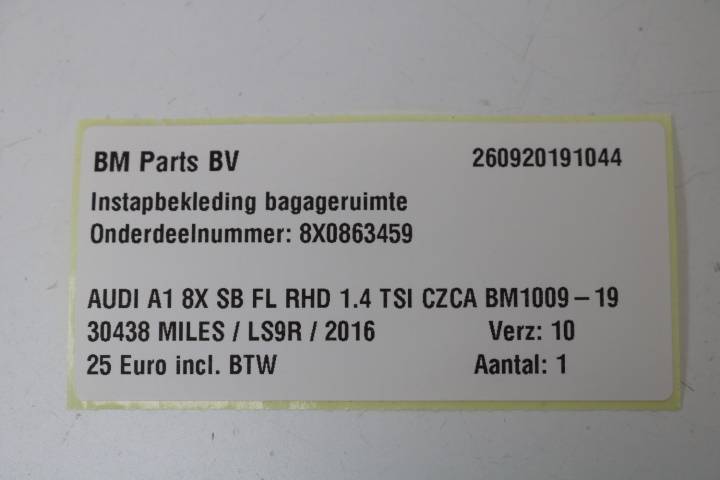 BM Parts BV 260920191044
Instapbekleding bagageruimte
Onderdeelnummer: 8X0863459
AUDI A1 8X SB FL RHD 1.4 TSI CZCA BM1009-19
30438 MILES / LS9R / 2016 Verz: 10
25 Euro incl. BTW Aantal: 1